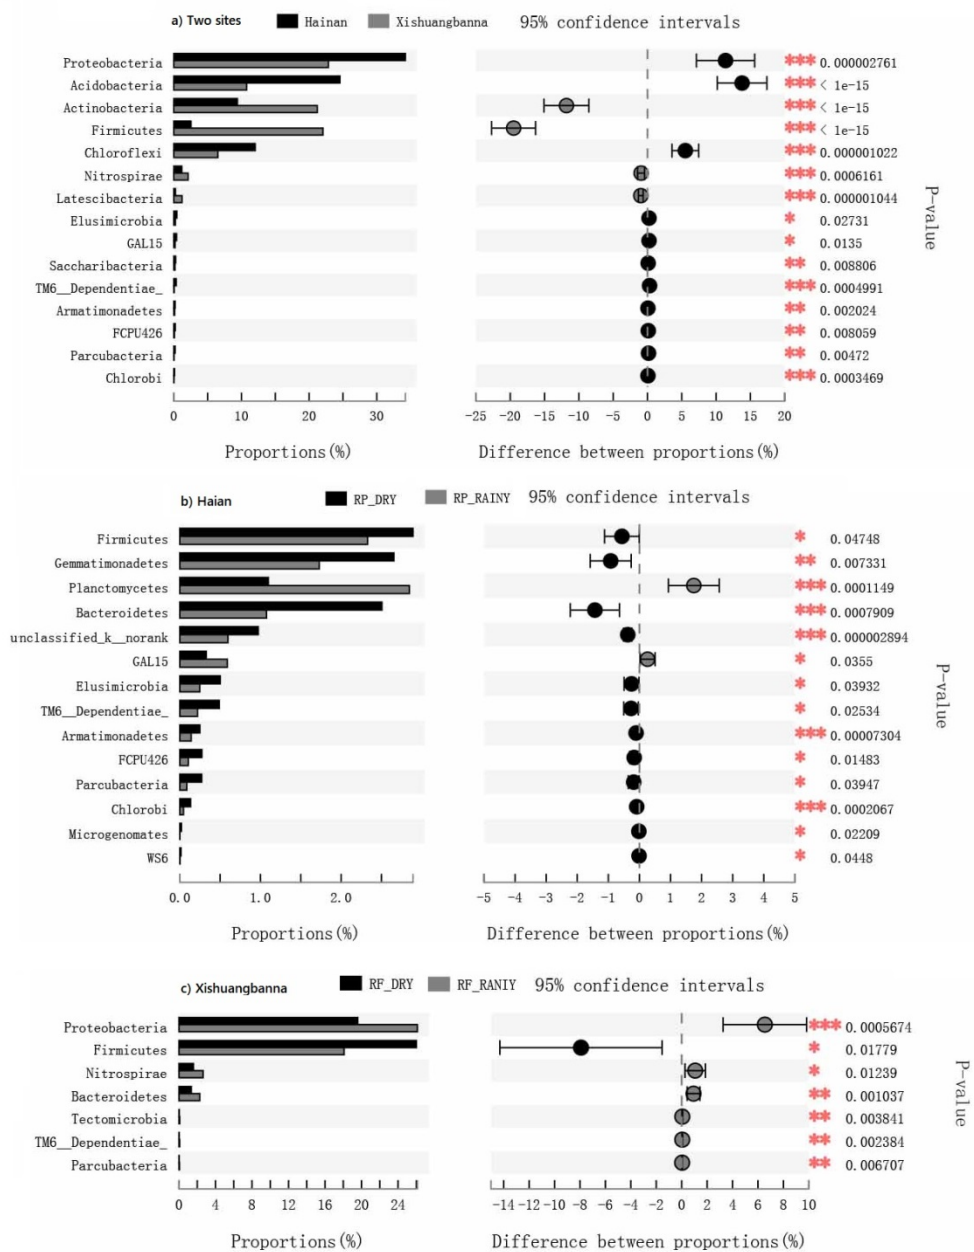 a) Two sites Hainan Xishuangbanna 95% confidence intervals
Proteobacteria *** 0.000002761
Acidobacteria *** < 1e-15
Actinobacteria *** < 1e-15
Firmicutes *** < 1e-15
Chloroflexi *** 0.000001022
Nitrospirae *** 0.0006161
Latescibacteria *** 0.000001044
Elusimicrobia * 0.02731
GAL15 * 0.0135
Saccharibacteria ** 0.008806
TM6__Dependentiae_ *** 0.0004991
Armatimonadetes ** 0.002024
FCPU426 ** 0.008059
Parcubacteria ** 0.00472
Chlorobi *** 0.0003469
P-value
0 10 20 30 -25 -20 -15 -10 -5 0 5 10 15 20
Proportions(%) Difference between proportions(%)
b) Haian RP_DRY RP_RAINY 95% confidence intervals
Firmicutes * 0.04748
Gemmatimonadetes ** 0.007331
Planctomycetes *** 0.0001149
Bacteroidetes *** 0.0007909
unclassified_k__norank *** 0.000002894
GAL15 * 0.0355
Elusimicrobia * 0.03932
TM6__Dependentiae_ * 0.02534
Armatimonadetes *** 0.00007304
FCPU426 * 0.01483
Parcubacteria * 0.03947
Chlorobi *** 0.0002067
Microgenomates * 0.02209
WS6 * 0.0448
P-value
0.0 1.0 2.0 -5 -4 -3 -2 -1 0 1 2 3 4 5
Proportions(%) Difference between proportions(%)
c) Xishuangbanna RF_DRY RF_RANIY 95% confidence intervals
Proteobacteria *** 0.0005674
Firmicutes * 0.01779
Nitrospirae * 0.01239
Bacteroidetes ** 0.001037
Tectomicrobia ** 0.003841
TM6__Dependentiae_ ** 0.002384
Parcubacteria ** 0.006707
P-value
0 4 8 12 16 20 24 -14 -12 -10 -8 -6 -4 -2 0 2 4 6 8 10
Proportions(%) Difference between proportions(%)